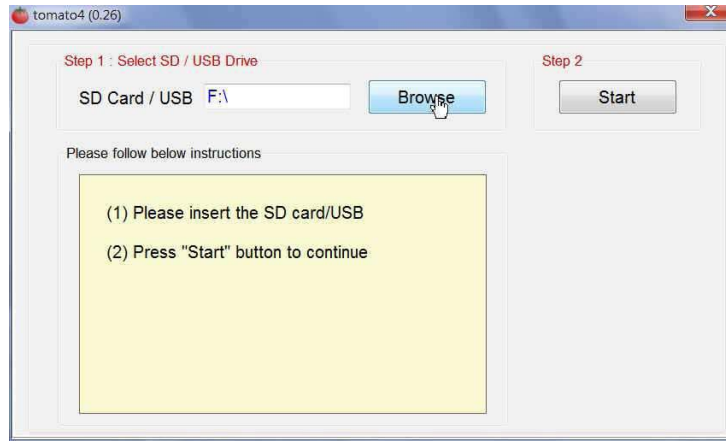 tomato4 (0.26)
Step 1 : Select SD / USB Drive
Step 2
SD Card / USB F:\ Browse
Start
Please follow below instructions
(1) Please insert the SD card/USB
(2) Press "Start" button to continue